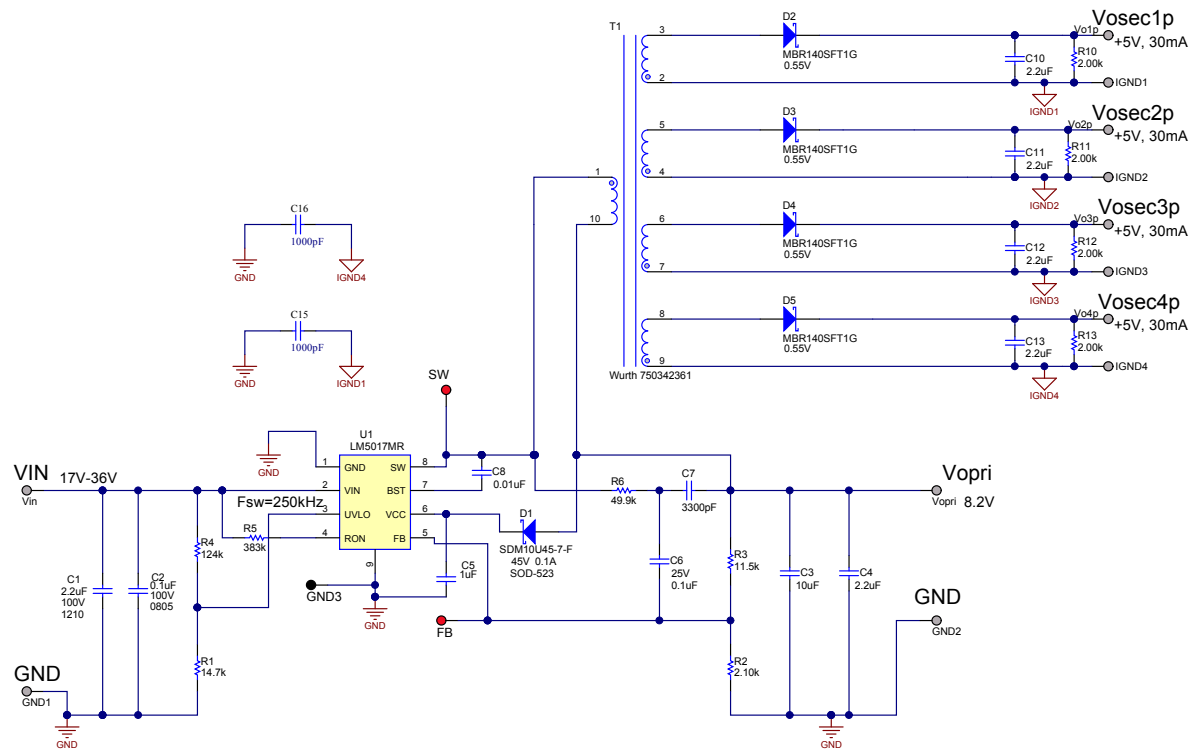 T1
3
2
D2
MBR140SFT1G
0.55V
C10
2.2uF
Vo1p
R10
2.00k
Vosec1p
+5V, 30mA
IGND1
IGND1
5
4
D3
MBR140SFT1G
0.55V
C11
2.2uF
Vo2p
R11
2.00k
Vosec2p
+5V, 30mA
IGND2
IGND2
1
10
6
7
D4
MBR140SFT1G
0.55V
C12
2.2uF
Vo3p
R12
2.00k
Vosec3p
+5V, 30mA
IGND3
IGND3
8
9
D5
MBR140SFT1G
0.55V
C13
2.2uF
Vo4p
R13
2.00k
Vosec4p
+5V, 30mA
IGND4
IGND4
Wurth 750342361
C16
1000pF
GND
IGND4
C15
1000pF
GND
IGND1
SW
U1
LM5017MR
GND
1 GND SW 8
2 VIN BST 7
3 UVLO VCC 6
4 RON FB 5
9
VIN
17V-36V
Vin
Fsw=250kHz
R5
383k
R4
124k
C1
2.2uF
100V
1210
C2
0.1uF
100V
0805
R1
14.7k
GND
GND1
GND
GND3
GND
C5
1uF
FB
C8
0.01uF
D1
SDM10U45-7-F
45V 0.1A
SOD-523
R6
49.9k
C7
3300pF
C6
25V
0.1uF
R3
11.5k
R2
2.10k
C3
10uF
C4
2.2uF
Vopri
Vopri
8.2V
GND
GND2
GND